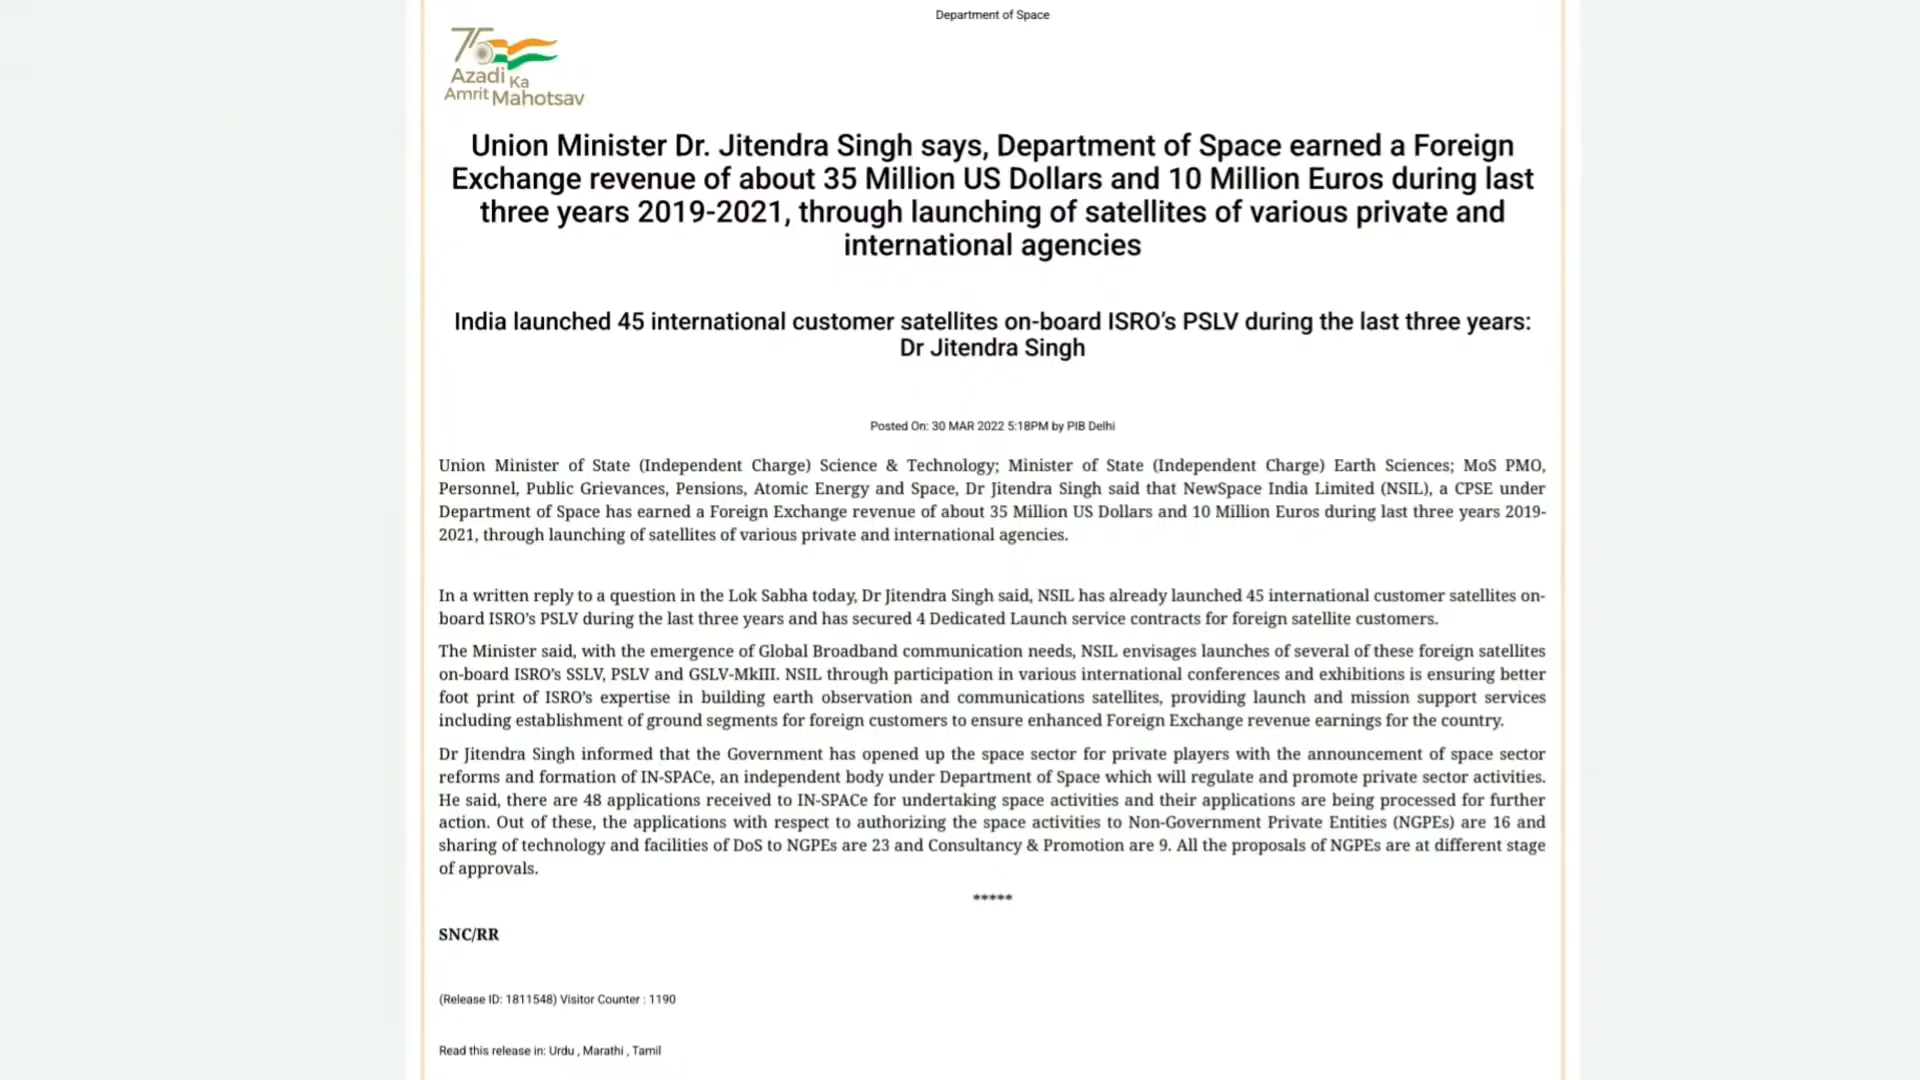 Department of Space
75
Azadi Ka
Amrit Mahotsav
Union Minister Dr. Jitendra Singh says, Department of Space earned a Foreign
Exchange revenue of about 35 Million US Dollars and 10 Million Euros during last
three years 2019-2021, through launching of satellites of various private and
international agencies
India launched 45 international customer satellites on-board ISRO’s PSLV during the last three years:
Dr Jitendra Singh
Posted On: 30 MAR 2022 5:18PM by PIB Delhi
Union Minister of State (Independent Charge) Science & Technology; Minister of State (Independent Charge) Earth Sciences; MoS PMO,
Personnel, Public Grievances, Pensions, Atomic Energy and Space, Dr Jitendra Singh said that NewSpace India Limited (NSIL), a CPSE under
Department of Space has earned a Foreign Exchange revenue of about 35 Million US Dollars and 10 Million Euros during last three years 2019-
2021, through launching of satellites of various private and international agencies.
In a written reply to a question in the Lok Sabha today, Dr Jitendra Singh said, NSIL has already launched 45 international customer satellites on-
board ISRO’s PSLV during the last three years and has secured 4 Dedicated Launch service contracts for foreign satellite customers.
The Minister said, with the emergence of Global Broadband communication needs, NSIL envisages launches of several of these foreign satellites
on-board ISRO’s SSLV, PSLV and GSLV-MkIII. NSIL through participation in various international conferences and exhibitions is ensuring better
foot print of ISRO’s expertise in building earth observation and communications satellites, providing launch and mission support services
including establishment of ground segments for foreign customers to ensure enhanced Foreign Exchange revenue earnings for the country.
Dr Jitendra Singh informed that the Government has opened up the space sector for private players with the announcement of space sector
reforms and formation of IN-SPACe, an independent body under Department of Space which will regulate and promote private sector activities.
He said, there are 48 applications received to IN-SPACe for undertaking space activities and their applications are being processed for further
action. Out of these, the applications with respect to authorizing the space activities to Non-Government Private Entities (NGPEs) are 16 and
sharing of technology and facilities of DoS to NGPEs are 23 and Consultancy & Promotion are 9. All the proposals of NGPEs are at different stage
of approvals.
*****
SNC/RR
(Release ID: 1811548) Visitor Counter : 1190
Read this release in: Urdu , Marathi , Tamil